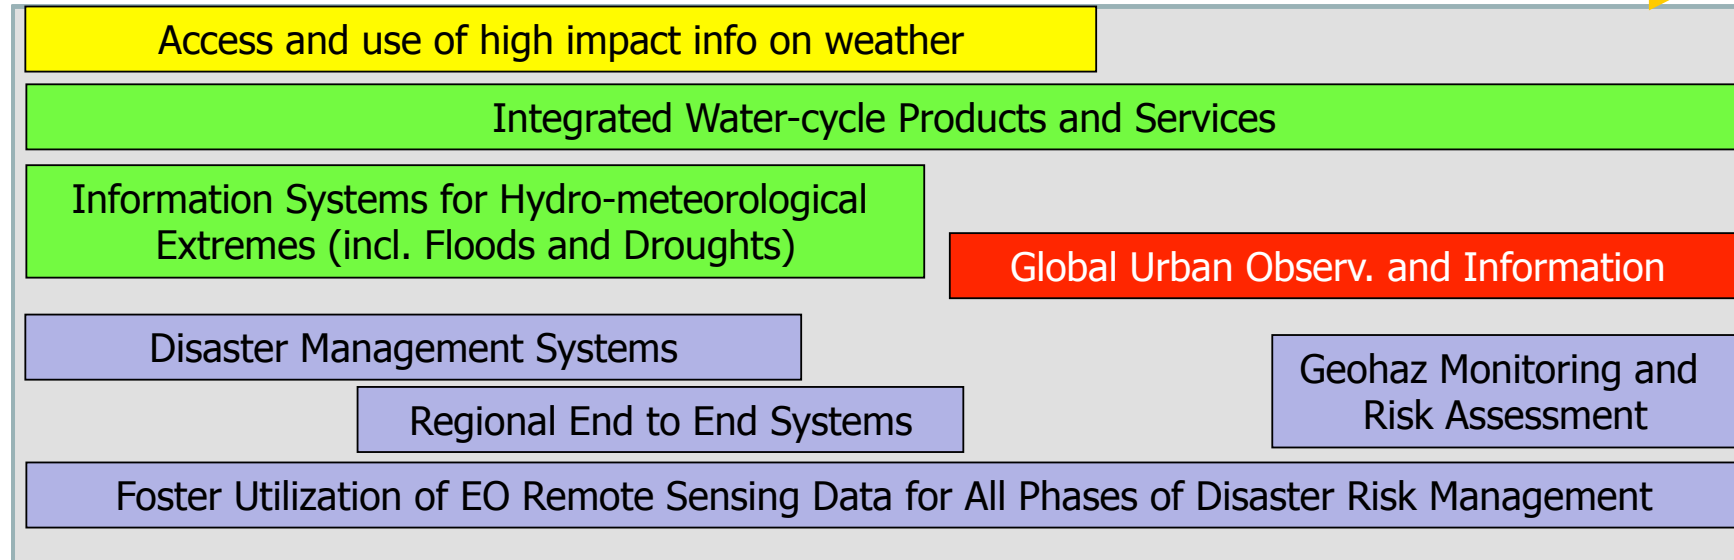 Access and use of high impact info on weather
Integrated Water-cycle Products and Services
Information Systems for Hydro-meteorological
Extremes (incl. Floods and Droughts)
Global Urban Observ. and Information
Disaster Management Systems
Geohaz Monitoring and
Risk Assessment
Regional End to End Systems
Foster Utilization of EO Remote Sensing Data for All Phases of Disaster Risk Management